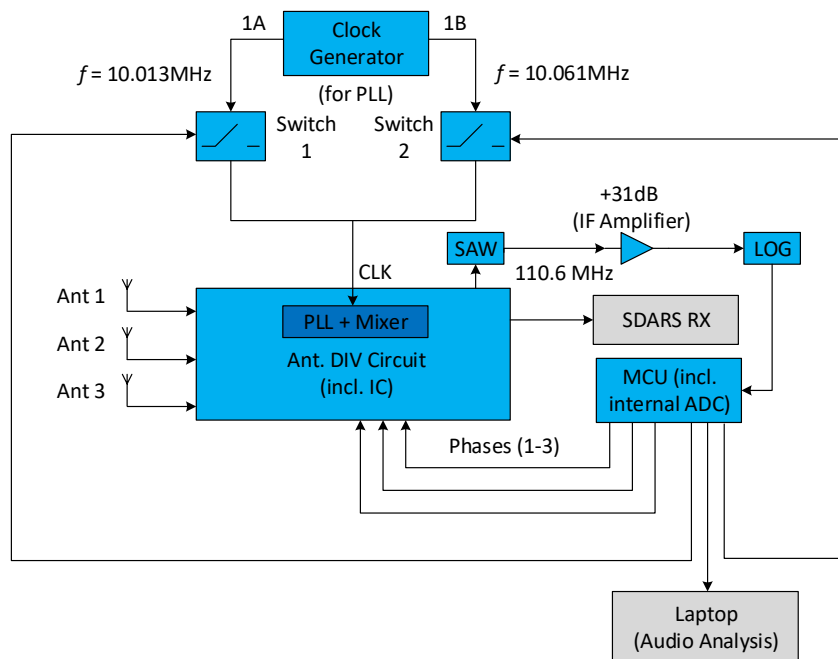 1A
Clock
Generator
1B
f = 10.013MHz
(for PLL)
f = 10.061MHz
Switch
1
Switch
2
+31dB
(IF Amplifier)
SAW
LOG
110.6 MHz
CLK
Ant 1
Ant 2
Ant 3
PLL + Mixer
Ant. DIV Circuit
(incl. IC)
SDARS RX
MCU (incl.
internal ADC)
Phases (1-3)
Laptop
(Audio Analysis)